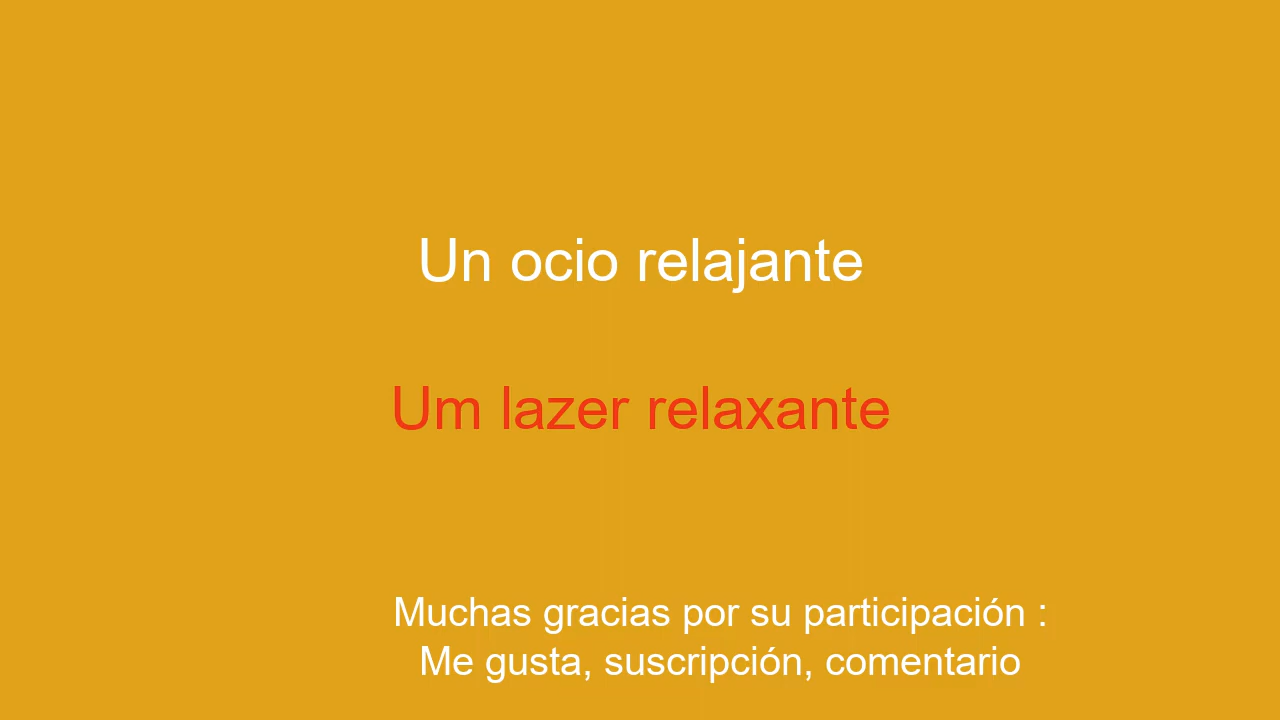 Un ocio relajante
Um lazer relaxante
Muchas gracias por su participación :
Me gusta, suscripción, comentario